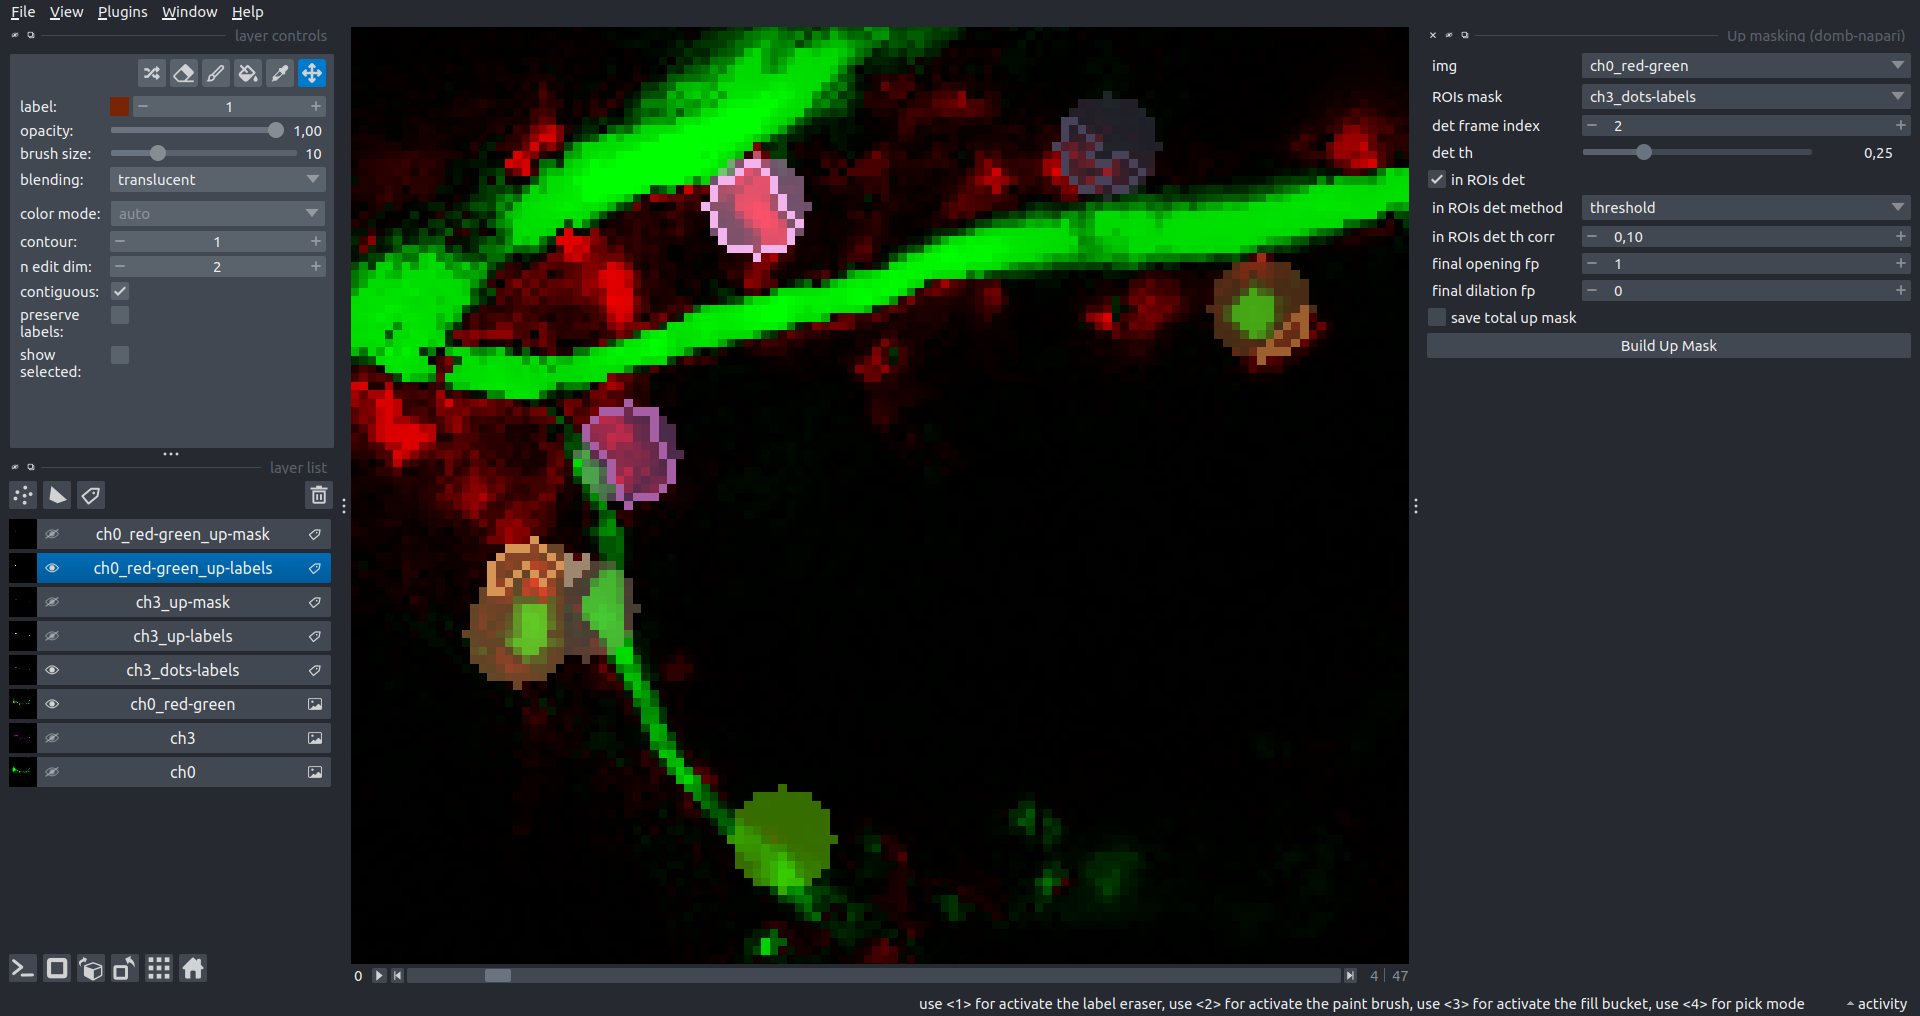 File View Plugins Window Help
layer controls
label: 1
opacity: 1,00
brush size: 10
blending: translucent
color mode: auto
contour: 1
n edit dim: 2
contiguous:
preserve
labels:
show
selected:
layer list
ch0_red-green_up-mask
ch0_red-green_up-labels
ch3_up-mask
ch3_up-labels
ch3_dots-labels
ch0_red-green
ch3
ch0
0 4 | 47
Up masking (domb-napari)
img ch0_red-green
ROIs mask ch3_dots-labels
det frame index 2
det th 0,25
in ROIs det
in ROIs det method threshold
in ROIs det th corr 0,10
final opening fp 1
final dilation fp 0
save total up mask
Build Up Mask
use <1> for activate the label eraser, use <2> for activate the paint brush, use <3> for activate the fill bucket, use <4> for pick mode
activity